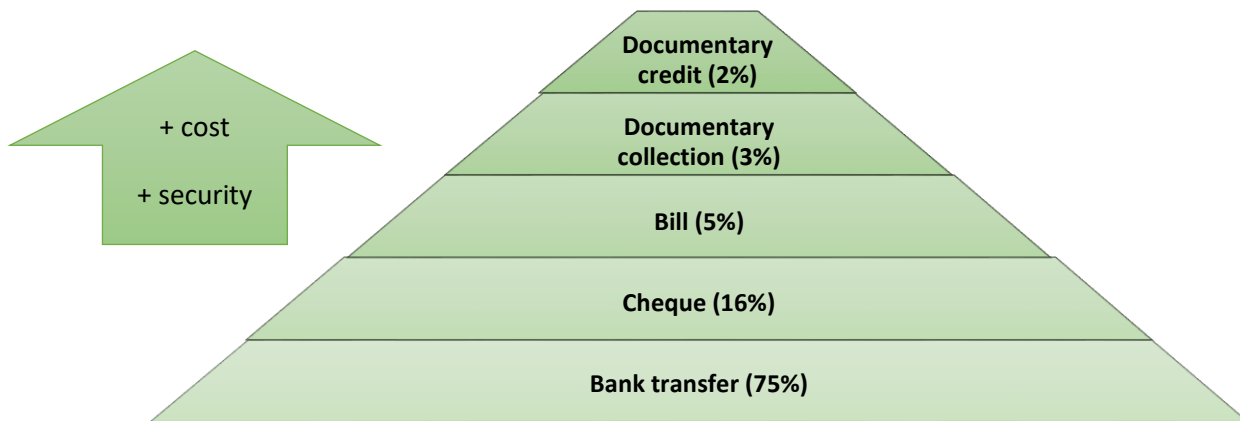 + cost
+ security
Documentary
credit (2%)
Documentary
collection (3%)
Bill (5%)
Cheque (16%)
Bank transfer (75%)